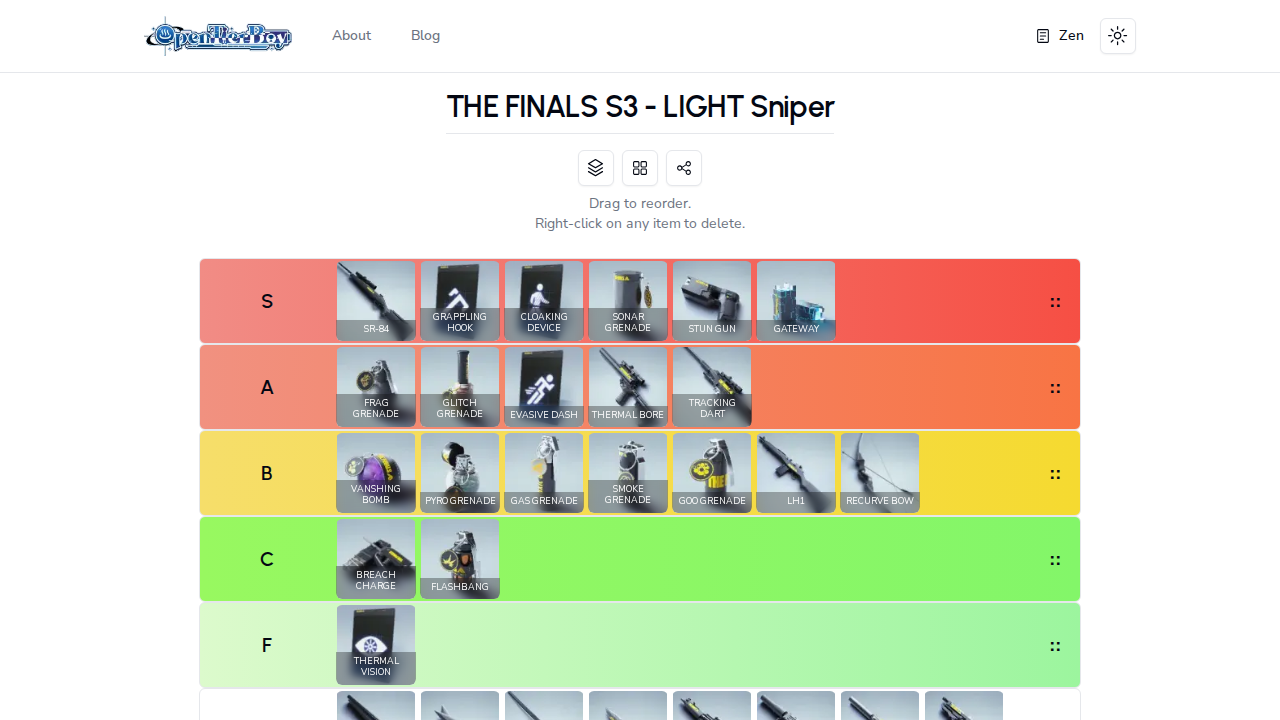 OpenTierBoy
About
Blog
Zen
THE FINALS S3 - LIGHT Sniper
Drag to reorder.
Right-click on any item to delete.
S
SR-84
GRAPPLING
HOOK
CLOAKING
DEVICE
SONAR
GRENADE
STUN GUN
GATEWAY
::
A
FRAG
GRENADE
GLITCH
GRENADE
EVASIVE DASH
THERMAL BORE
TRACKING
DART
::
B
VANSHING
BOMB
PYRO GRENADE
GAS GRENADE
SMOKE
GRENADE
GOO GRENADE
LH1
RECURVE BOW
::
C
BREACH
CHARGE
FLASHBANG
::
F
THERMAL
VISION
::